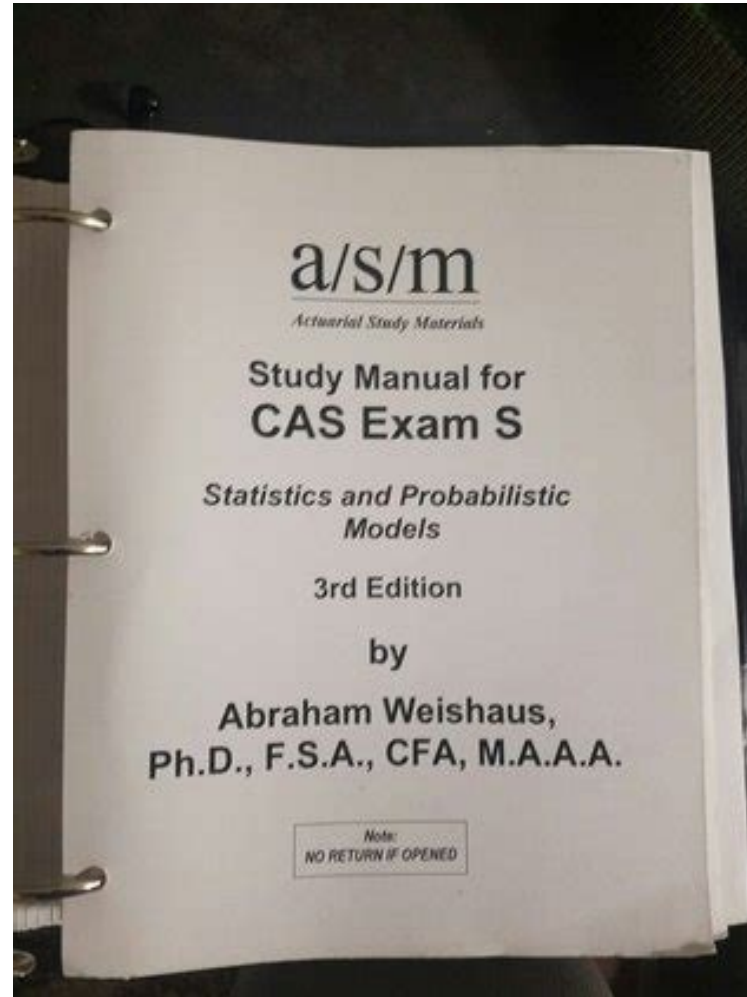 a/s/m
Actuarial Study Materials
Study Manual for
CAS Exam S
Statistics and Probabilistic
Models
3rd Edition
by
Abraham Weishaus,
Ph.D., F.S.A., CFA, M.A.A.A.
Note:
NO RETURN IF OPENED